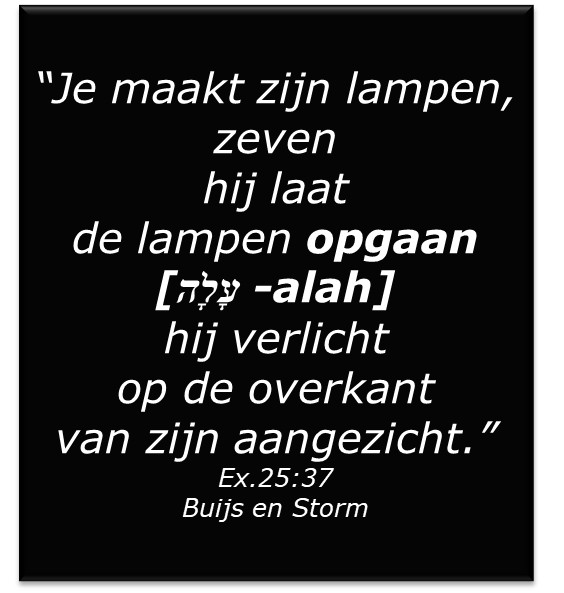 “Je maakt zijn lampen,
zeven
hij laat
de lampen opgaan
[עָלָה -alah]
hij verlicht
op de overkant
van zijn aangezicht.”
Ex.25:37
Buijs en Storm